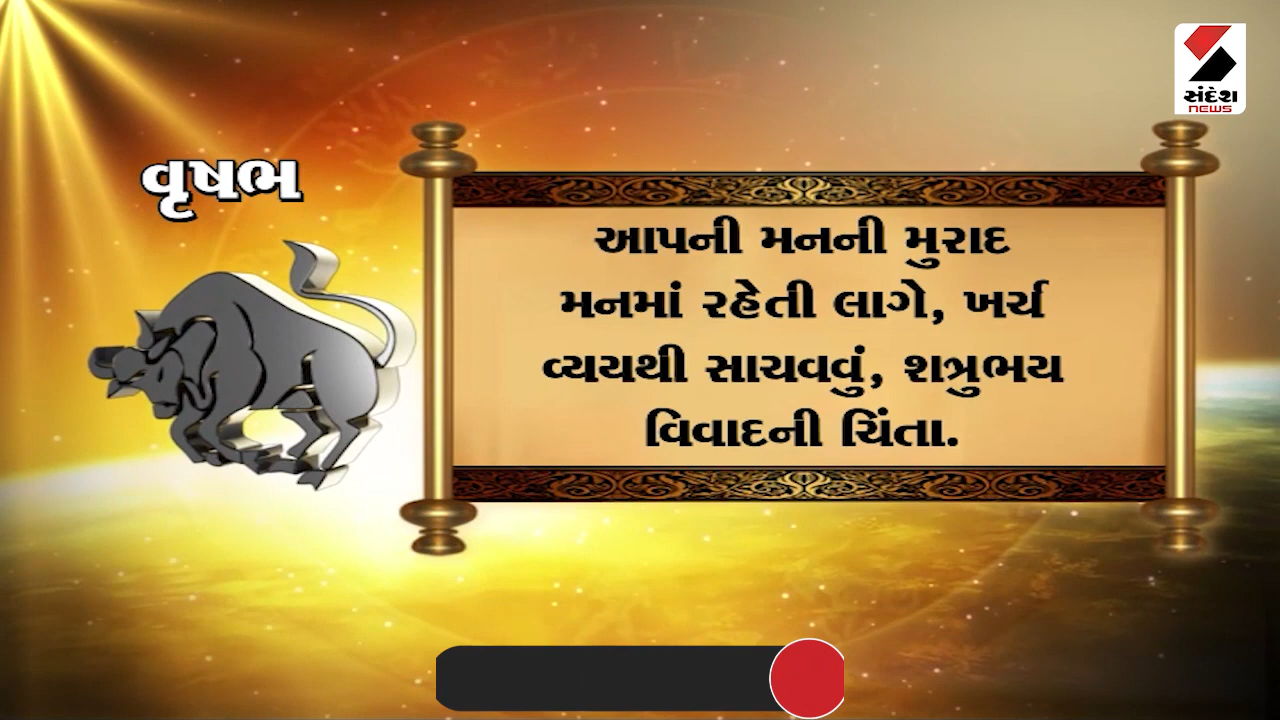 સંદેશ
NEWS
વૃષભ
આપની મનની મુરાદ
મનમાં રહેતી લાગે, ખર્ચ
વ્યયથી સાચવવું, શત્રુભય
વિવાદની ચિંતા.